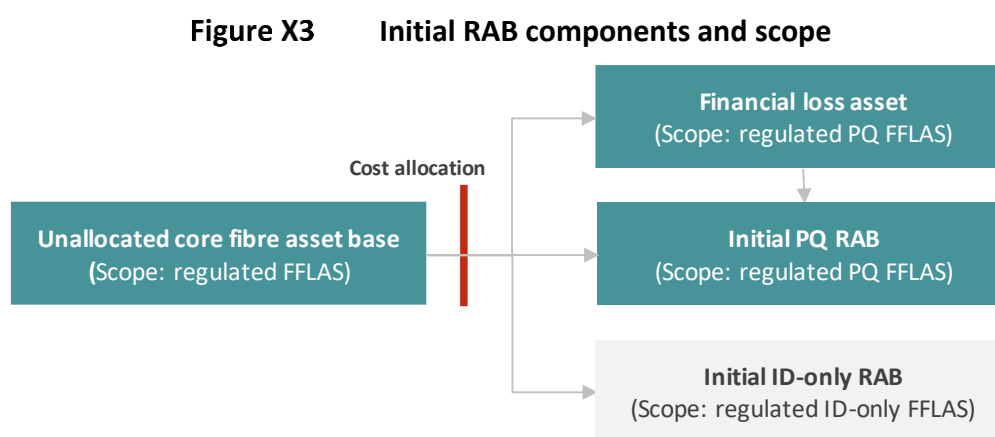 Figure X3 Initial RAB components and scope
Financial loss asset
(Scope: regulated PQ FFLAS)
Cost allocation
Unallocated core fibre asset base
(Scope: regulated FFLAS)
Initial PQ RAB
(Scope: regulated PQ FFLAS)
Initial ID-only RAB
(Scope: regulated ID-only FFLAS)